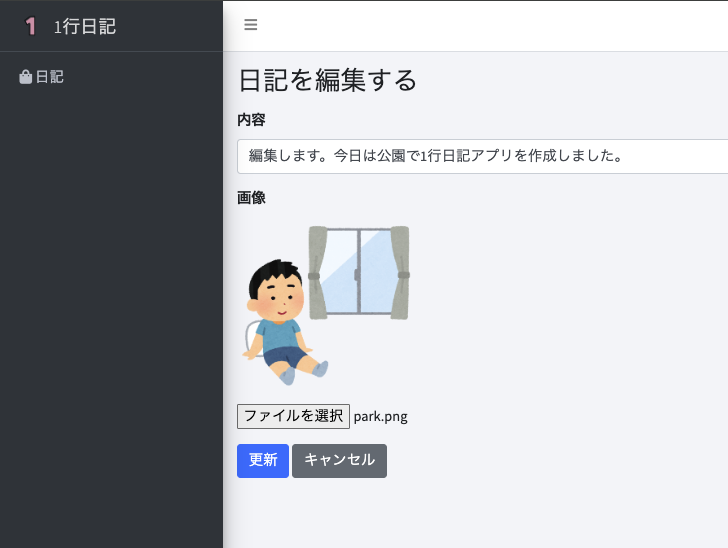 1 1行日記
日記
日記を編集する
内容
編集します。今日は公園で1行日記アプリを作成しました。
画像
ファイルを選択 park.png
更新 キャンセル